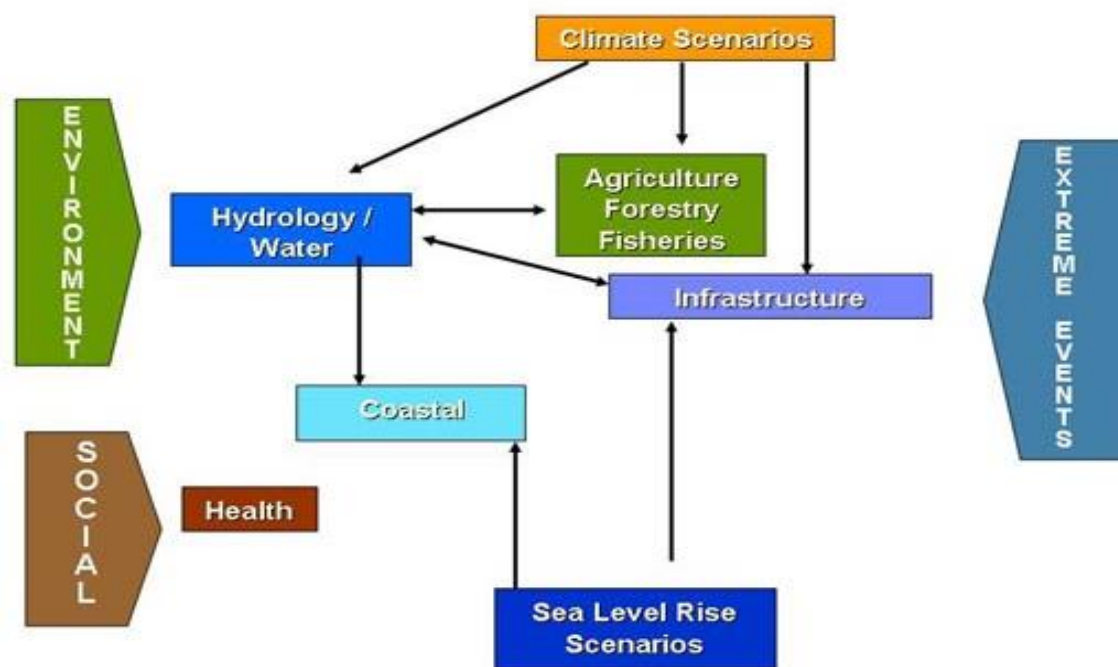 Climate Scenarios
ENVIRONMENT
EXTREME EVENTS
Agriculture
Forestry
Fisheries
Hydrology /
Water
Infrastructure
Coastal
SOCIAL
Health
Sea Level Rise
Scenarios